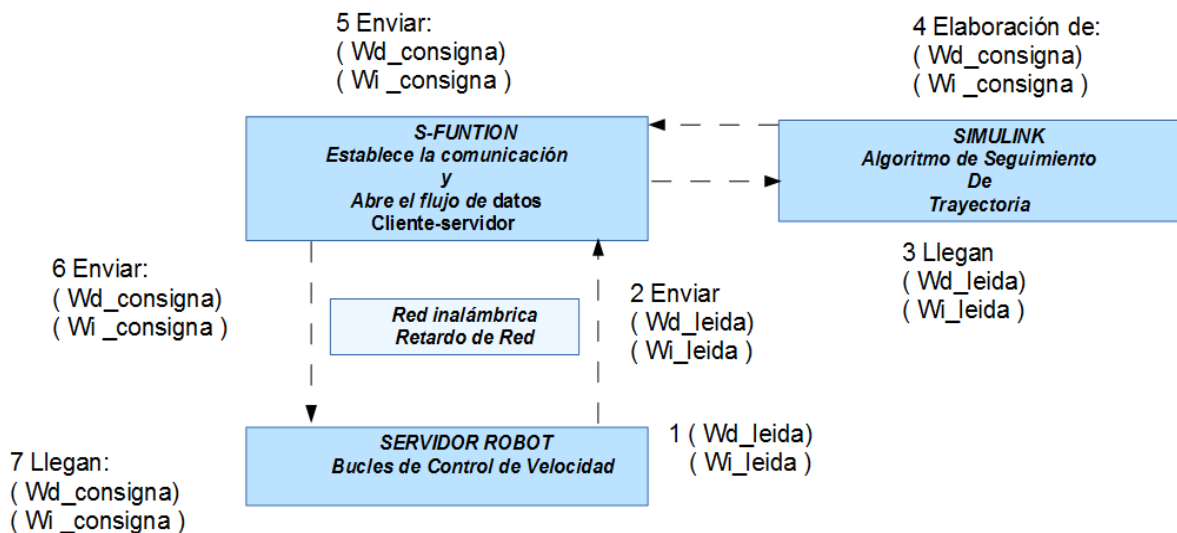 5 Enviar:
( Wd_consigna)
( Wi _consigna )
4 Elaboración de:
( Wd_consigna)
( Wi _consigna )
S-FUNTION
Establece la comunicación
y
Abre el flujo de datos
Cliente-servidor
SIMULINK
Algoritmo de Seguimiento
De
Trayectoria
6 Enviar:
( Wd_consigna)
( Wi _consigna )
Red inalámbrica
Retardo de Red
2 Enviar
( Wd_leida)
( Wi_leida )
3 Llegan
( Wd_leida)
( Wi_leida )
SERVIDOR ROBOT
Bucles de Control de Velocidad
1 ( Wd_leida)
( Wi_leida )
7 Llegan:
( Wd_consigna)
( Wi _consigna )